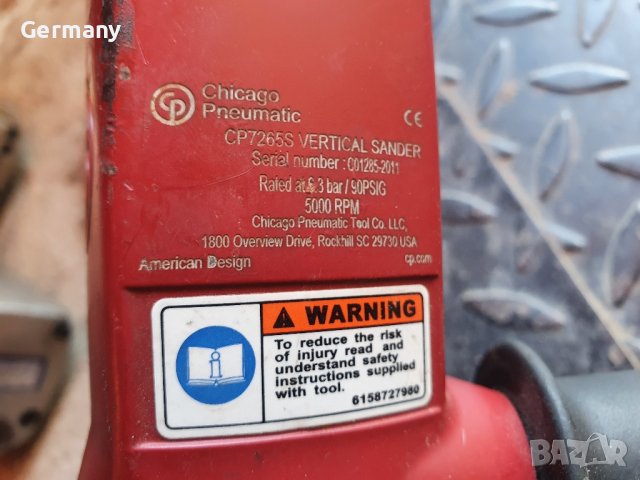 Germany
Chicago
Pneumatic
CP
CE
CP7265S VERTICAL SANDER
Serial number : C01285-2011
Rated at 6.3 bar / 90PSIG
5000 RPM
Chicago Pneumatic Tool Co. LLC,
1800 Overview Drive, Rockhill SC 29730 USA
American Design
cp.com
WARNING
To reduce the risk
of injury read and
understand safety
instructions supplied
with tool.
6158727980
BAZAR